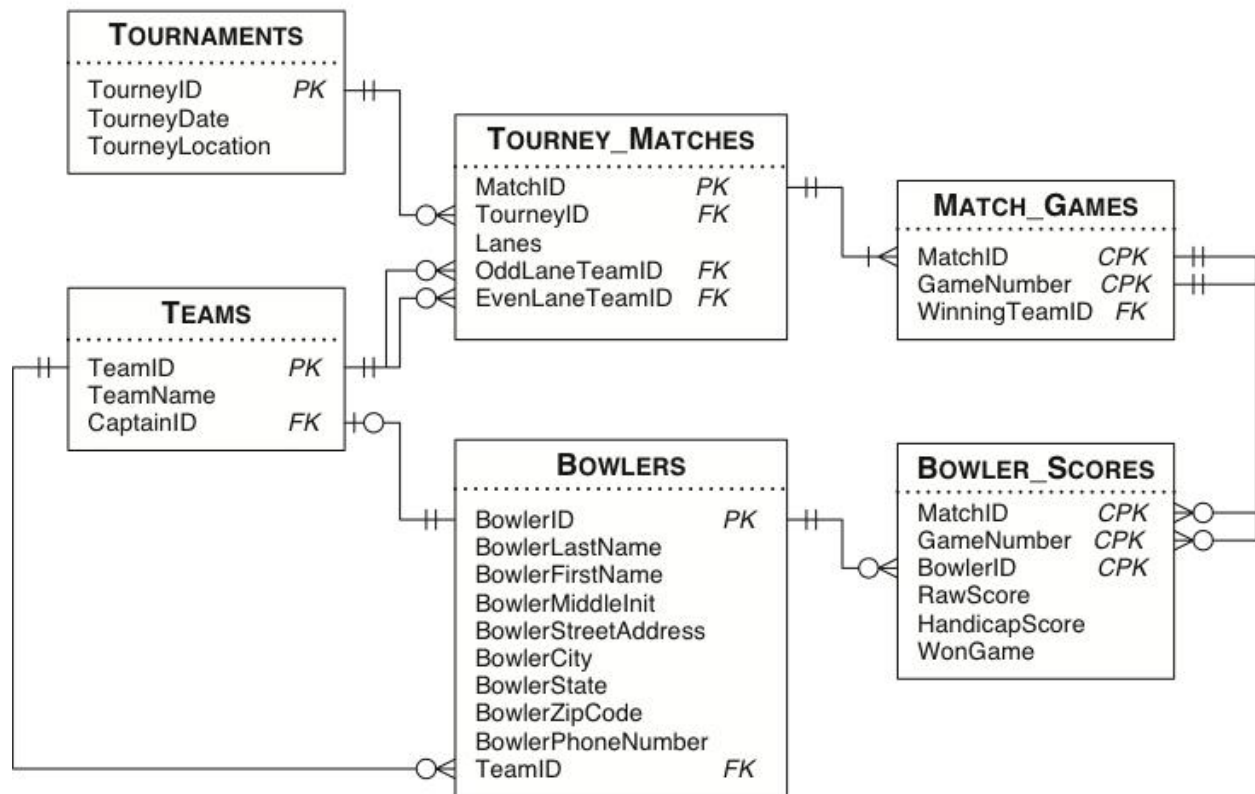 TOURNAMENTS
TourneyID PK
TourneyDate
TourneyLocation
TOURNEY_MATCHES
MatchID PK
TourneyID FK
Lanes
OddLaneTeamID FK
EvenLaneTeamID FK
MATCH_GAMES
MatchID CPK
GameNumber CPK
WinningTeamID FK
TEAMS
TeamID PK
TeamName
CaptainID FK
BOWLERS
BowlerID PK
BowlerLastName
BowlerFirstName
BowlerMiddleInit
BowlerStreetAddress
BowlerCity
BowlerState
BowlerZipCode
BowlerPhoneNumber
TeamID FK
BOWLER_SCORES
MatchID CPK
GameNumber CPK
BowlerID CPK
RawScore
HandicapScore
WonGame